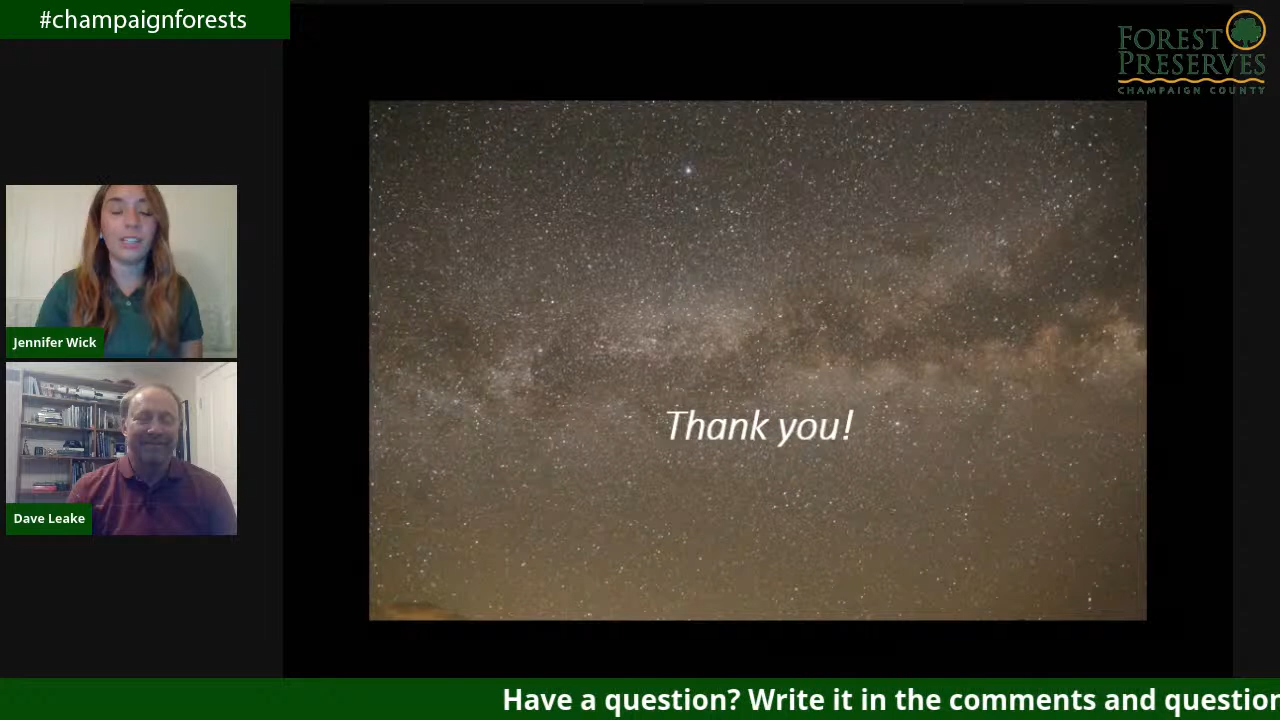 #champaignforests
FOREST
PRESERVES
CHAMPAIGN COUNTY
Jennifer Wick
Dave Leake
Thank you!
Have a question? Write it in the comments and question